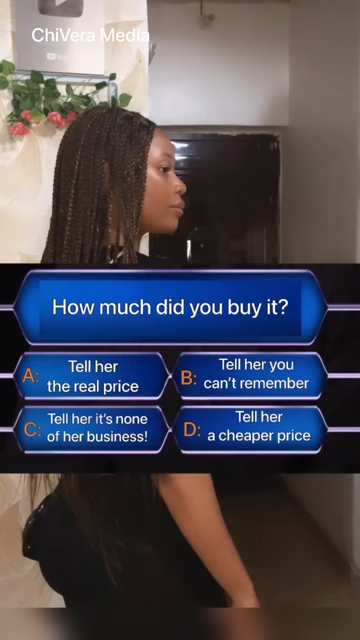 ChiVera Media
How much did you buy it?
A: Tell her
the real price
B: Tell her you
can't remember
C: Tell her it's none
of her business!
D: Tell her
a cheaper price